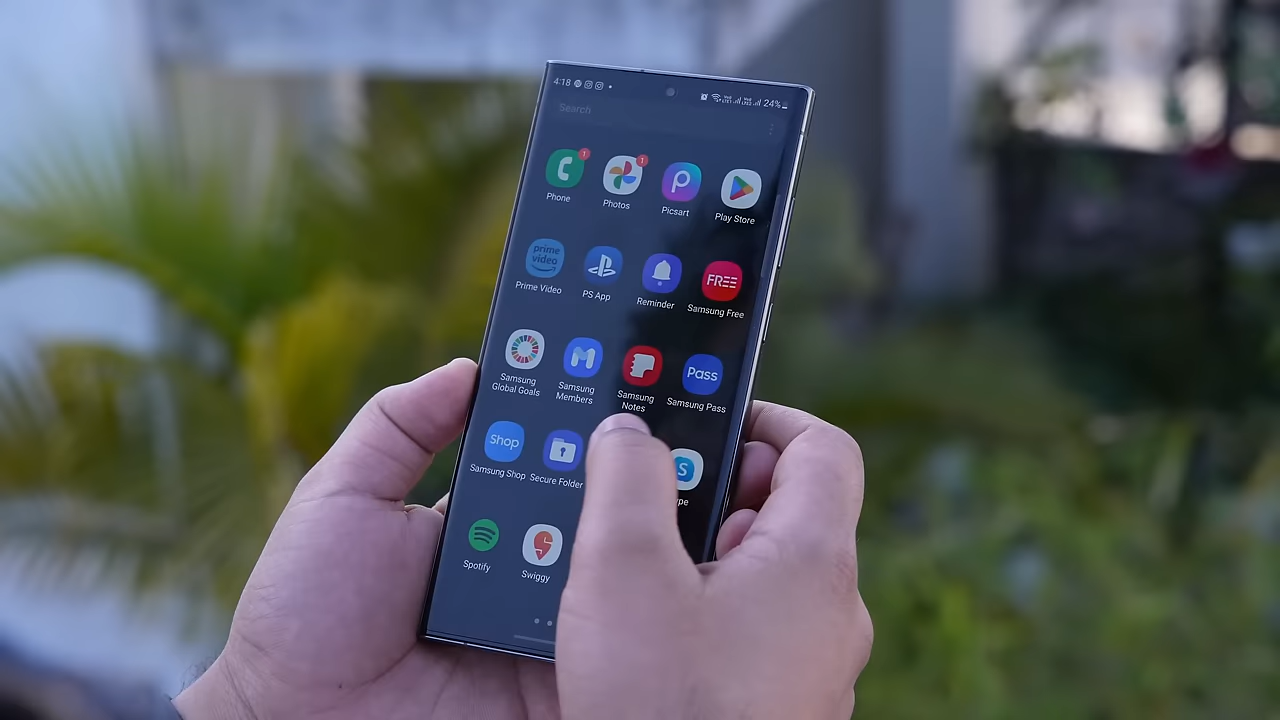 4:18
24%
Search
Phone
Photos
Picsart
Play Store
prime
video
FREE
Prime Video
PS App
Reminder
Samsung Free
Pass
Samsung
Global Goals
Samsung
Members
Samsung
Notes
Samsung Pass
Shop
S
Samsung Shop
Secure Folder
ype
Spotify
Swiggy